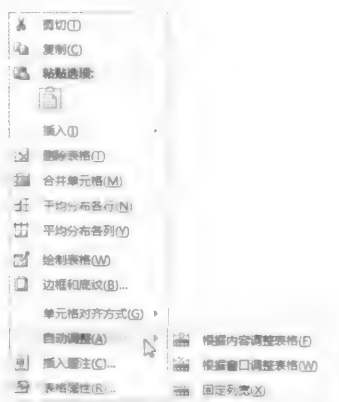 剪切(T)
复制(C)
粘贴选项:
插入(I)
删除表格(T)
合并单元格(M)
平均分布各行(N)
平均分布各列(Y)
绘制表格(W)
边框和底纹(B)...
单元格对齐方式(G)
自动调整(A)
根据内容调整表格(F)
根据窗口调整表格(W)
插入题注(C)...
表格属性(R)...
固定列宽(X)